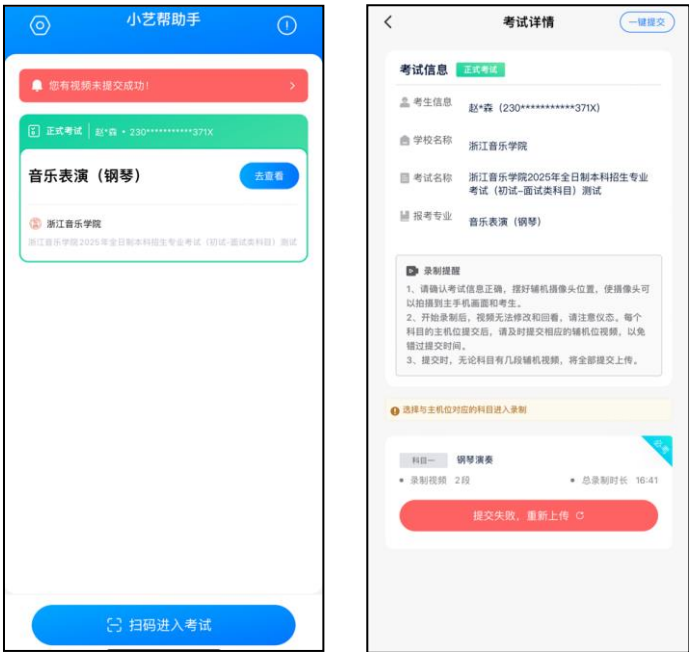 小艺帮助手
您有视频未提交成功!
正式考试 赵*森 • 230***********371X
音乐表演（钢琴）
去查看
浙江音乐学院
浙江音乐学院2025年全日制本科招生专业考试（初试-面试类科目）测试
扫码进入考试
考试详情
一键提交
考试信息 正式考试
考生信息 赵*森（230***********371X）
学校名称 浙江音乐学院
考试名称 浙江音乐学院2025年全日制本科招生专业
考试（初试-面试类科目）测试
报考专业 音乐表演（钢琴）
录制提醒
1、请确认考试信息正确，摆好辅机摄像头位置，使摄像头可
以拍摄到主手机画面和考生。
2、开始录制后，视频无法修改和回看，请注意仪态。每个
科目的主机位提交后，请及时提交相应的辅机位视频，以免
错过提交时间。
3、提交时，无论科目有几段辅机视频，将全部提交上传。
选择与主机位对应的科目进入录制
必考
科目一 钢琴演奏
• 录制视频 2段 • 总录制时长 16:41
提交失败，重新上传